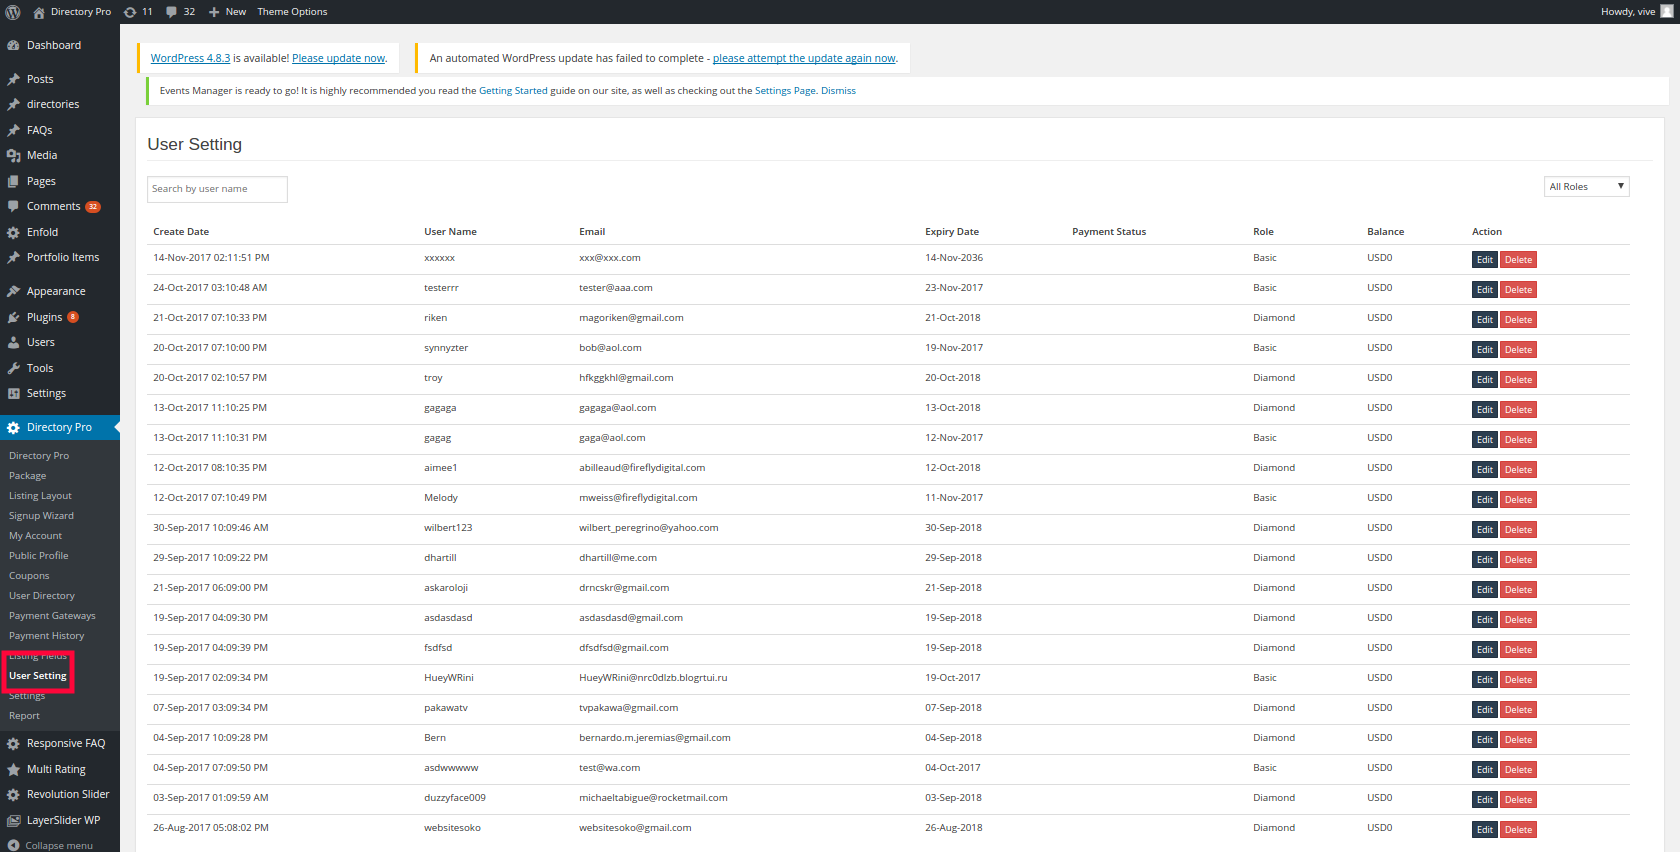 Directory Pro 11 32 New Theme Options Howdy, vive
Dashboard
Posts
directories
FAQs
Media
Pages
Comments 32
Enfold
Portfolio Items
Appearance
Plugins 8
Users
Tools
Settings
Directory Pro
Directory Pro
Package
Listing Layout
Signup Wizard
My Account
Public Profile
Coupons
User Directory
Payment Gateways
Payment History
Listing Fields
User Setting
Settings
Report
Responsive FAQ
Multi Rating
Revolution Slider
LayerSlider WP
Collapse menu
WordPress 4.8.3 is available! Please update now.
An automated WordPress update has failed to complete - please attempt the update again now.
Events Manager is ready to go! It is highly recommended you read the Getting Started guide on our site, as well as checking out the Settings Page. Dismiss
User Setting
Search by user name
All Roles
Create Date User Name Email Expiry Date Payment Status Role Balance Action
14-Nov-2017 02:11:51 PM xxxxxx xxx@xxx.com 14-Nov-2036 Basic USD0 Edit Delete
24-Oct-2017 03:10:48 AM testerrr tester@aaa.com 23-Nov-2017 Basic USD0 Edit Delete
21-Oct-2017 07:10:33 PM riken magoriken@gmail.com 21-Oct-2018 Diamond USD0 Edit Delete
20-Oct-2017 07:10:00 PM synnyzter bob@aol.com 19-Nov-2017 Basic USD0 Edit Delete
20-Oct-2017 02:10:57 PM troy hfkggkhl@gmail.com 20-Oct-2018 Diamond USD0 Edit Delete
13-Oct-2017 11:10:25 PM gagaga gagaga@aol.com 13-Oct-2018 Diamond USD0 Edit Delete
13-Oct-2017 11:10:31 PM gagag gaga@aol.com 12-Nov-2017 Basic USD0 Edit Delete
12-Oct-2017 08:10:35 PM aimee1 abilleaud@fireflydigital.com 12-Oct-2018 Diamond USD0 Edit Delete
12-Oct-2017 07:10:49 PM Melody mweiss@fireflydigital.com 11-Nov-2017 Basic USD0 Edit Delete
30-Sep-2017 10:09:46 AM wilbert123 wilbert_peregrino@yahoo.com 30-Sep-2018 Diamond USD0 Edit Delete
29-Sep-2017 10:09:22 PM dhartill dhartill@me.com 29-Sep-2018 Diamond USD0 Edit Delete
21-Sep-2017 06:09:00 PM askaroloji drncskr@gmail.com 21-Sep-2018 Diamond USD0 Edit Delete
19-Sep-2017 04:09:30 PM asdasdasd asdasdasd@gmail.com 19-Sep-2018 Diamond USD0 Edit Delete
19-Sep-2017 04:09:39 PM fsdfsd dfsdfsd@gmail.com 19-Sep-2018 Diamond USD0 Edit Delete
19-Sep-2017 02:09:34 PM HueyWRini HueyWRini@nrc0dlzb.blogrtui.ru 19-Oct-2017 Basic USD0 Edit Delete
07-Sep-2017 03:09:34 PM pakawatv tvpakawa@gmail.com 07-Sep-2018 Diamond USD0 Edit Delete
04-Sep-2017 10:09:28 PM Bern bernardo.m.jeremias@gmail.com 04-Sep-2018 Diamond USD0 Edit Delete
04-Sep-2017 07:09:50 PM asdwwwww test@wa.com 04-Oct-2017 Basic USD0 Edit Delete
03-Sep-2017 01:09:59 AM duzzyface009 michaeltabigue@rocketmail.com 03-Sep-2018 Diamond USD0 Edit Delete
26-Aug-2017 05:08:02 PM websitesoko websitesoko@gmail.com 26-Aug-2018 Diamond USD0 Edit Delete